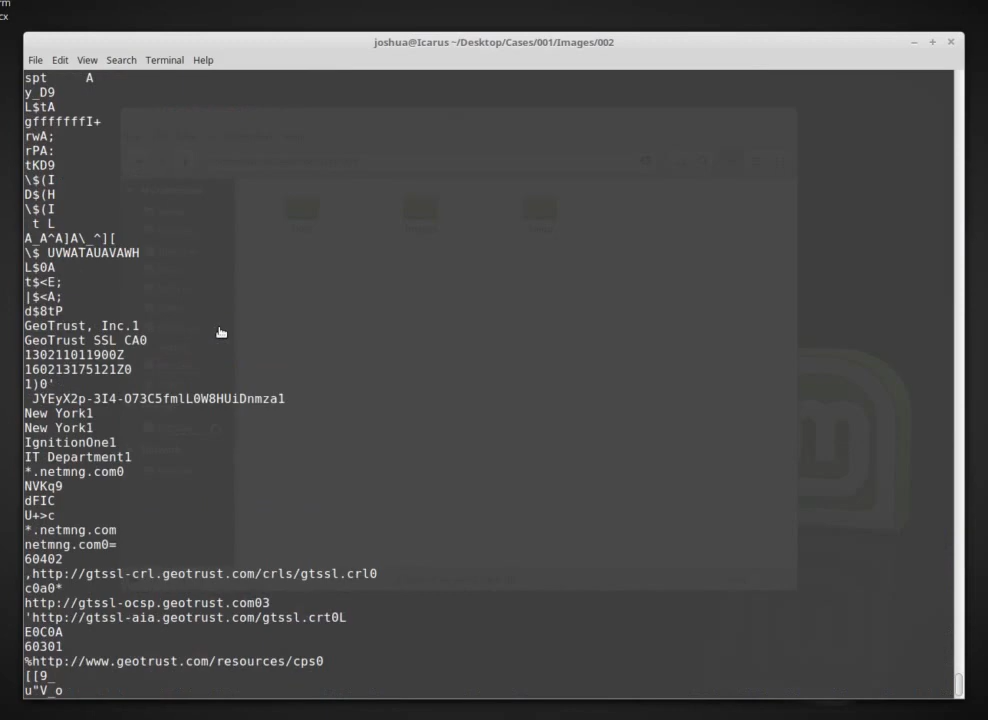 rm
cx
joshua@Icarus ~/Desktop/Cases/001/Images/002
File Edit View Search Terminal Help
spt     A
y_D9
L$tA
gfffffffI+
rwA;
rPA:
tKD9
\$(I
D$(H
\$(I
 t L
A_A^A]A\_^][
\$ UVWATAUAVAWH
L$0A
t$<E;
|$<A;
d$8tP
GeoTrust, Inc.1
GeoTrust SSL CA0
130211011900Z
160213175121Z0
1)0'
 JYEyX2p-3I4-O73C5fmlL0W8HUiDnmza1
New York1
New York1
IgnitionOne1
IT Department1
*.netmng.com0
NVKq9
dFIC
U+>c
*.netmng.com
netmng.com0=
60402
,http://gtssl-crl.geotrust.com/crls/gtssl.crl0
c0a0*
http://gtssl-ocsp.geotrust.com03
'http://gtssl-aia.geotrust.com/gtssl.crt0L
E0C0A
60301
%http://www.geotrust.com/resources/cps0
[[9_
u"V_o